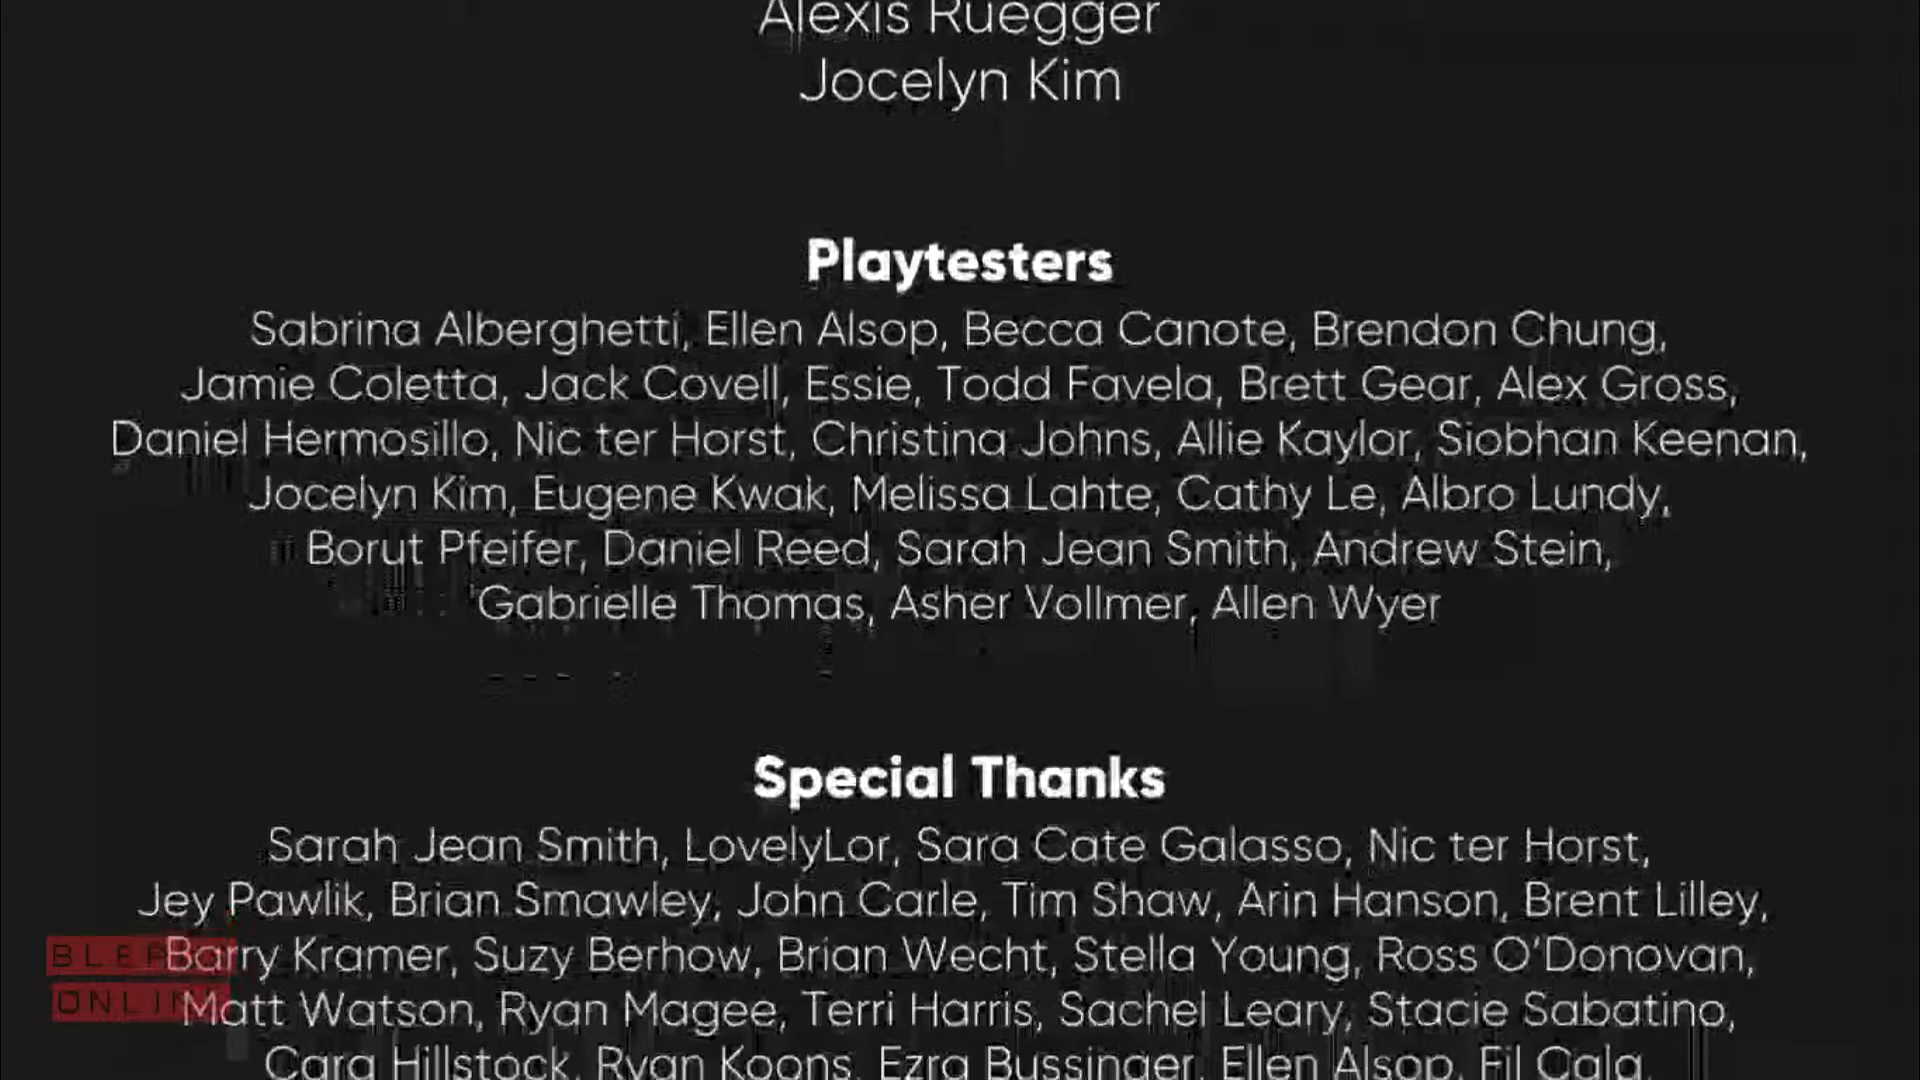 Alexis Ruegger
Jocelyn Kim
Playtesters
Sabrina Alberghetti, Ellen Alsop, Becca Canote, Brendon Chung,
Jamie Coletta, Jack Covell, Essie, Todd Favela, Brett Gear, Alex Gross,
Daniel Hermosillo, Nic ter Horst, Christina Johns, Allie Kaylor, Siobhan Keenan,
Jocelyn Kim, Eugene Kwak, Melissa Lahte, Cathy Le, Albro Lundy,
Borut Pfeifer, Daniel Reed, Sarah Jean Smith, Andrew Stein,
Gabrielle Thomas, Asher Vollmer, Allen Wyer
Special Thanks
Sarah Jean Smith, LovelyLor, Sara Cate Galasso, Nic ter Horst,
Jey Pawlik, Brian Smawley, John Carle, Tim Shaw, Arin Hanson, Brent Lilley,
Barry Kramer, Suzy Berhow, Brian Wecht, Stella Young, Ross O'Donovan,
Matt Watson, Ryan Magee, Terri Harris, Sachel Leary, Stacie Sabatino,
Cara Hillstock, Ryan Koons, Ezra Bussinger, Ellen Alsop,